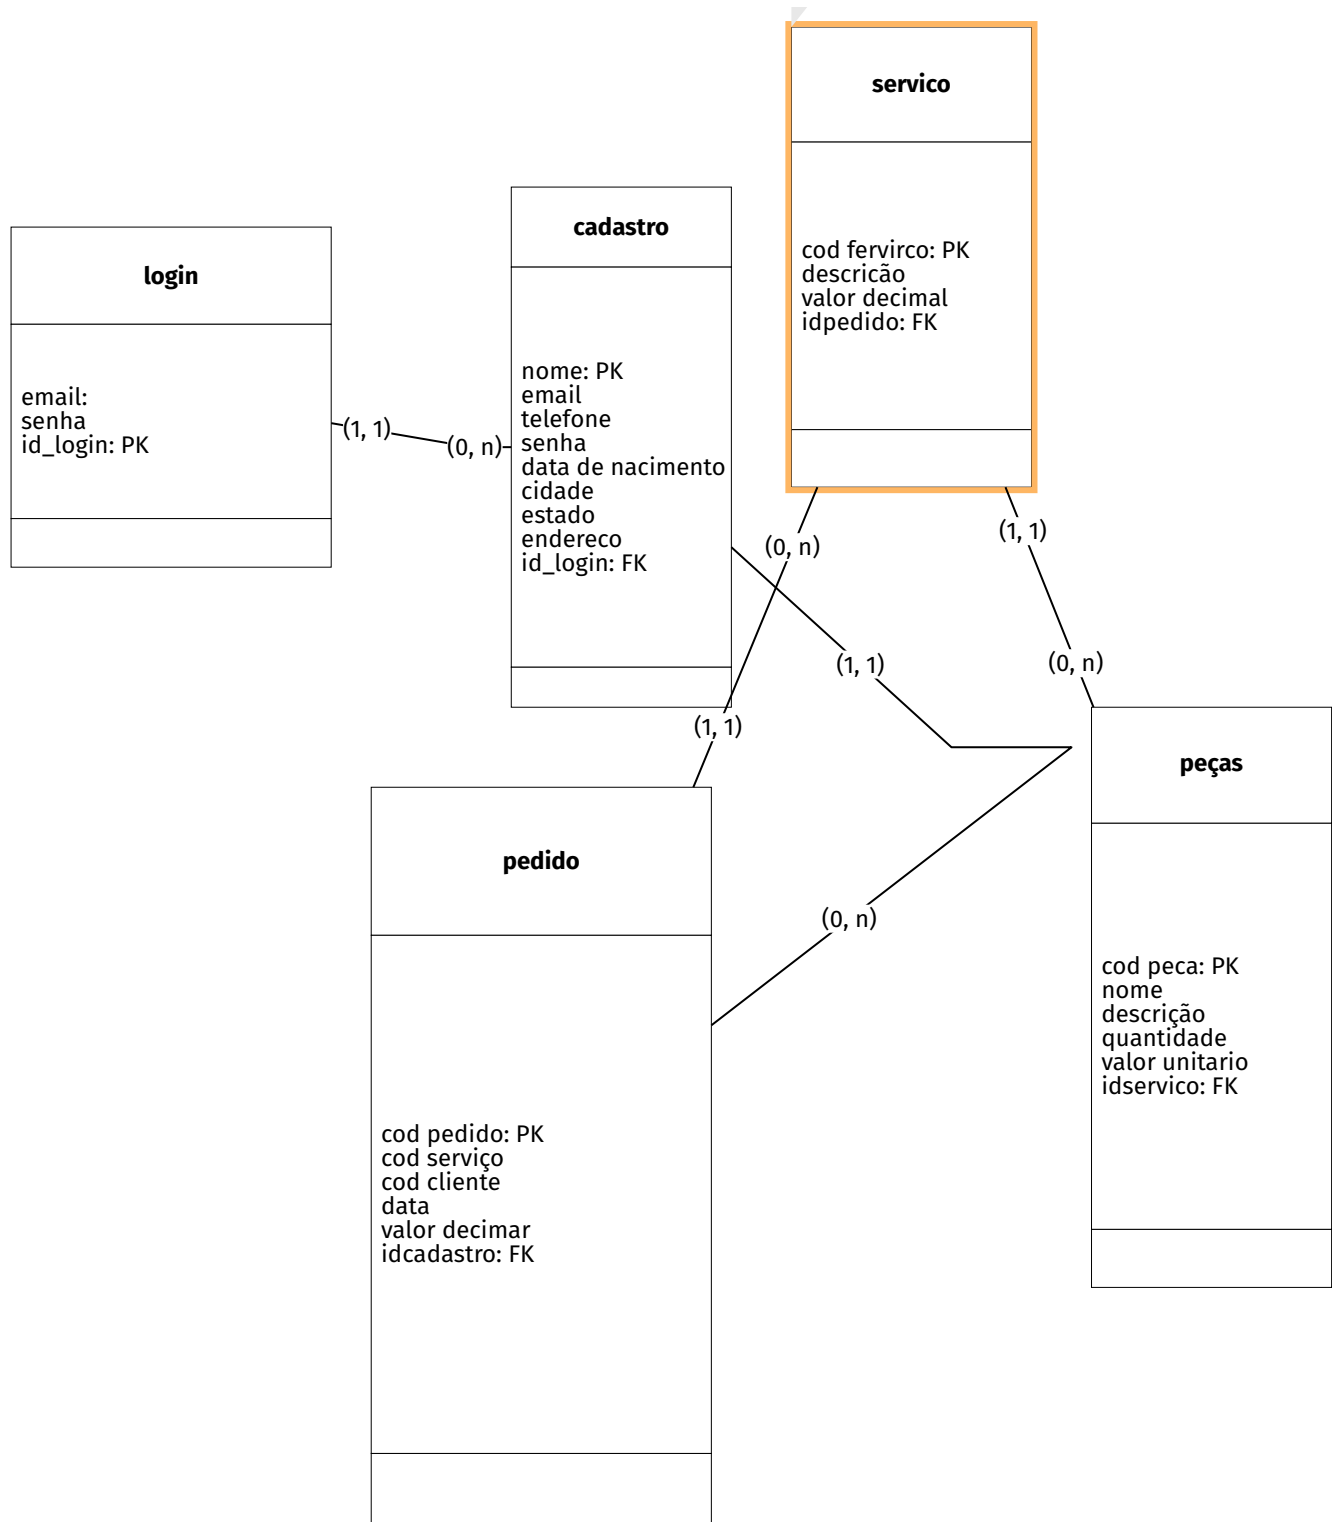 servico
cod fervirco: PK
descricão
valor decimal
idpedido: FK
cadastro
nome: PK
email
telefone
senha
data de nacimento
cidade
estado
endereco
id_login: FK
login
email:
senha
id_login: PK
(1, 1)
(0, n)
(0, n)
(1, 1)
(1, 1)
(0, n)
(1, 1)
(0, n)
peças
cod peca: PK
nome
descrição
quantidade
valor unitario
idservico: FK
pedido
cod pedido: PK
cod serviço
cod cliente
data
valor decimar
idcadastro: FK